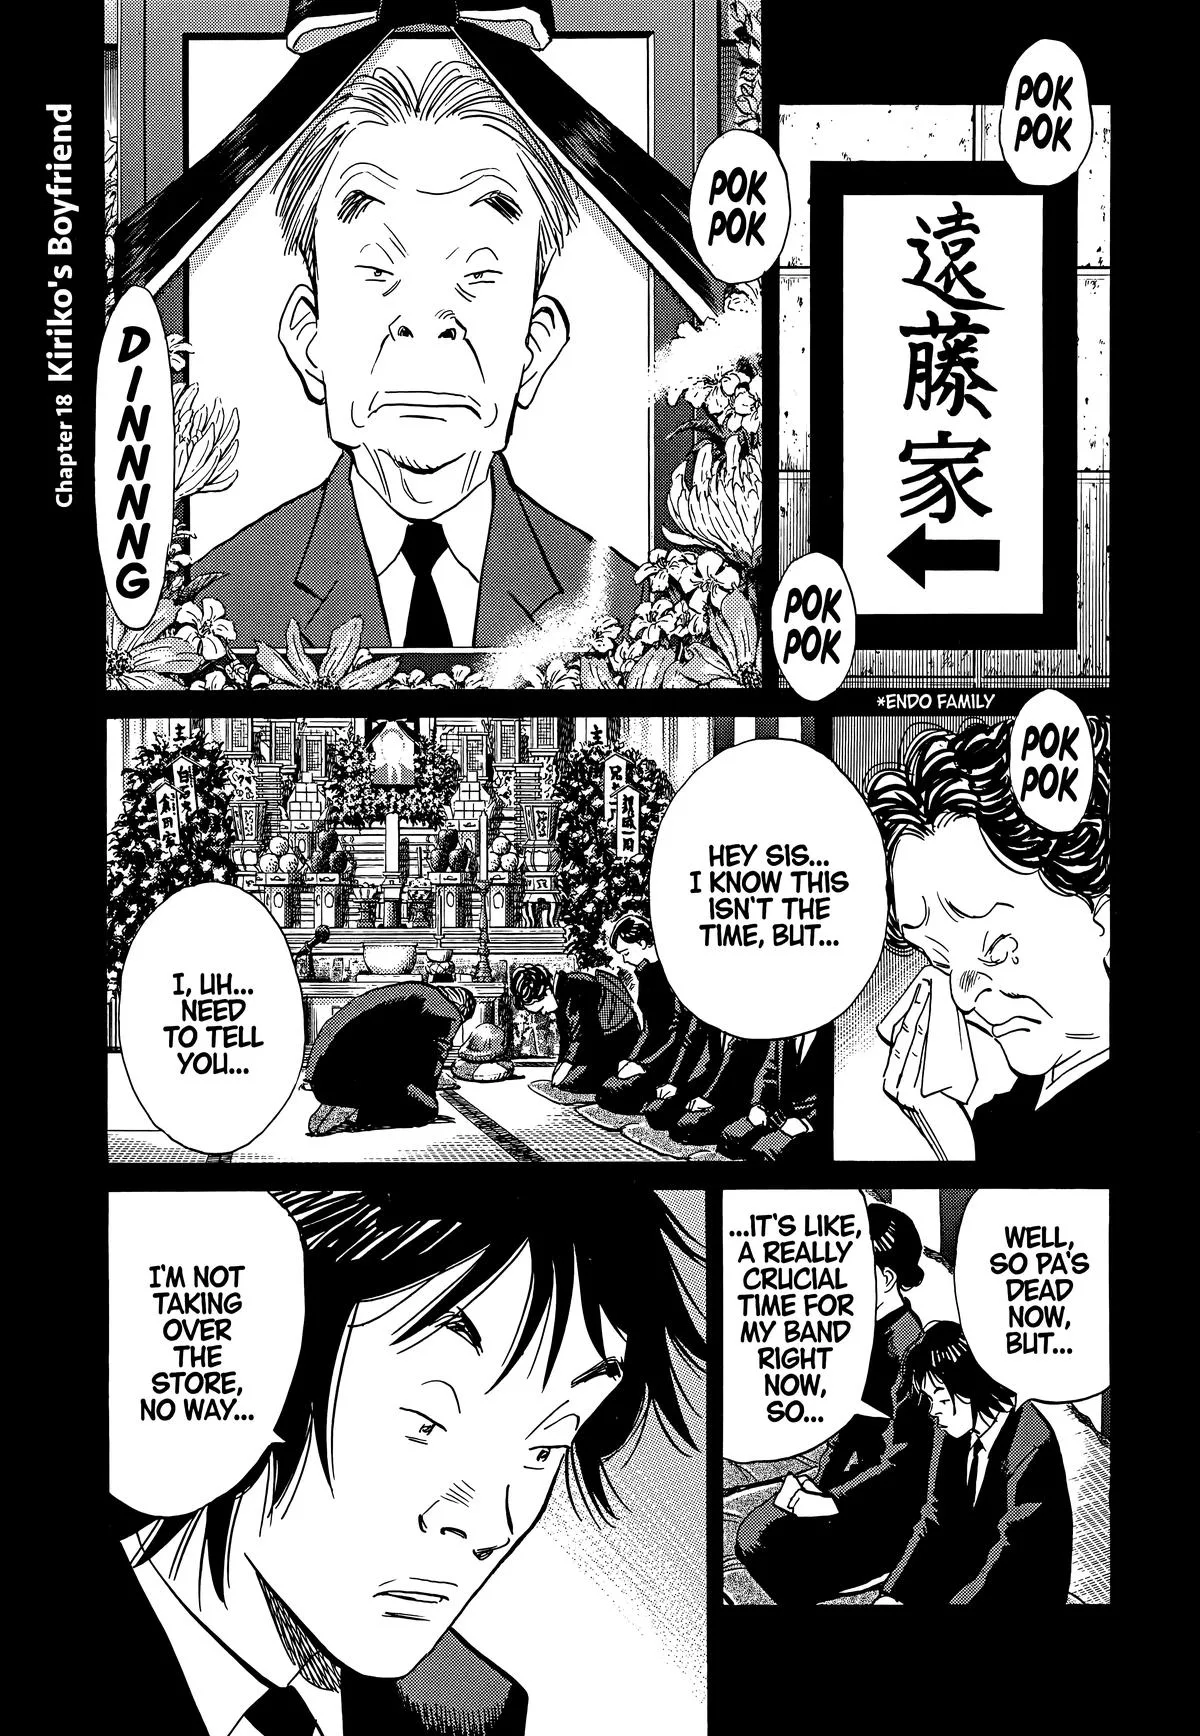 Chapter 18 Kiriko's Boyfriend
POK
POK
遠
藤
家
POK
POK
DINNNNG
POK
POK
*ENDO FAMILY
POK
POK
HEY SIS...
I KNOW THIS
ISN'T THE
TIME, BUT...
I, UH...
NEED
TO TELL
YOU...
WELL,
SO PA'S
DEAD
NOW,
BUT...
...IT'S LIKE,
A REALLY
CRUCIAL
TIME FOR
MY BAND
RIGHT
NOW,
SO...
I'M NOT
TAKING
OVER
THE
STORE,
NO WAY...